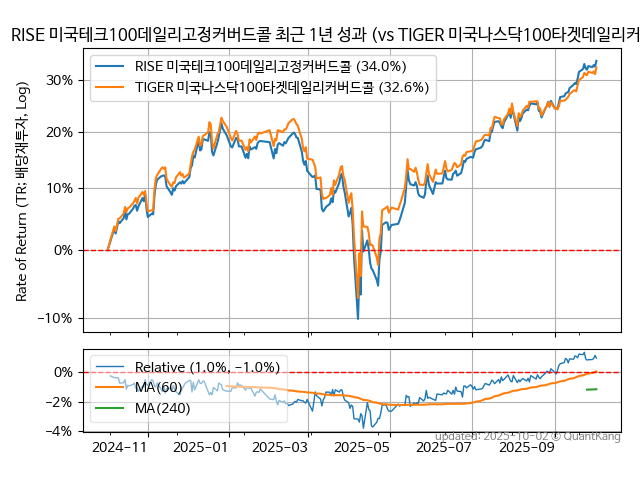 RISE 미국테크100데일리고정커버드콜 최근 1년 성과 (vs TIGER 미국나스닥100타겟데일리커
RISE 미국테크100데일리고정커버드콜 (34.0%)
TIGER 미국나스닥100타겟데일리커버드콜 (32.6%)
Rate of Return (TR: 배당재투자, Log)
30%
20%
10%
0%
−10%
Relative (1.0%, −1.0%)
MA(60)
MA(240)
0%
−2%
−4%
2024−11
2025−01
2025−03
2025−05
2025−07
2025−09
updated: 2025-10-02 © QuantKang